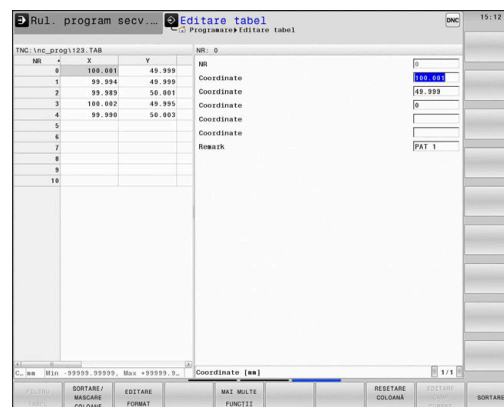 Rul. program secv....
Editare tabel
DNC
15:12
Programare▸Editare tabel
TNC:\nc_prog\123.TAB
NR: 0
NR X Y
0 100.001 49.999
1 99.994 49.999
2 99.989 50.001
3 100.002 49.995
4 99.990 50.003
5
6
7
8
9
10
NR 0
Coordinate 100.001
Coordinate 49.999
Coordinate 0
Coordinate
Coordinate
Remark PAT 1
C… mm Min -99999.99999, Max +99999.9…
Coordinate [mm]
1/1
SORTARE/
MASCARE
COLOANE
EDITARE
FORMAT
MAI MULTE
FUNCŢII
RESETARE
COLOANĂ
EDITARE
CÂMP
CURENT
SORTARE